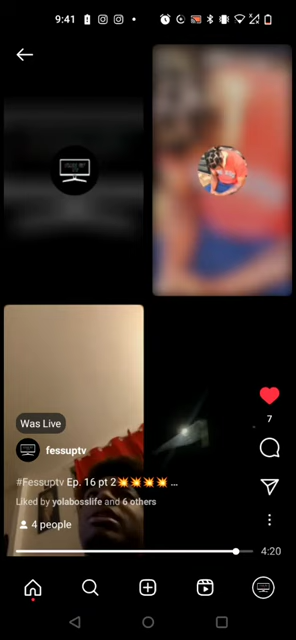 9:41
Was Live
fessuptv
#Fessuptv Ep. 16 pt 2💥💥💥💥 ...
Liked by yolabosslife and 6 others
4 people
7
4:20